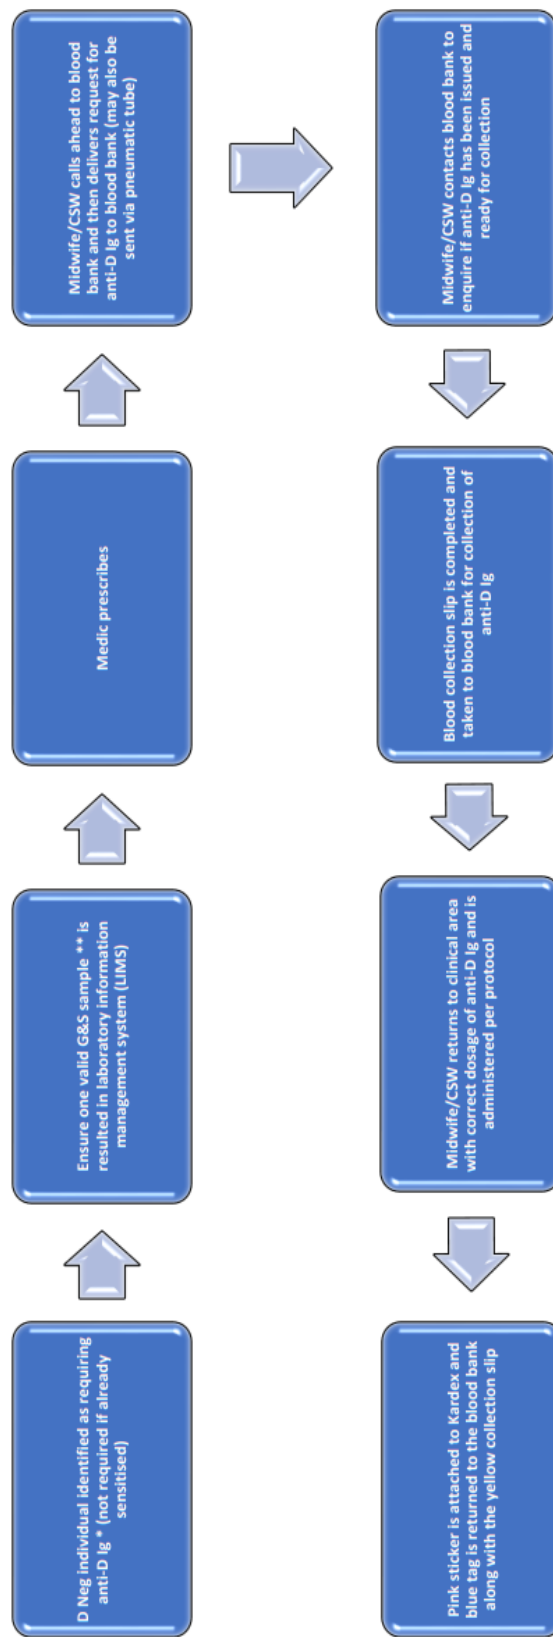 D Neg individual identified as requiring
anti-D Ig * (not required if already
sensitised)
Ensure one valid G&S sample ** is
resulted in laboratory information
management system (LIMS)
Medic prescribes
Midwife/CSW calls ahead to blood
bank and then delivers request for
anti-D Ig to blood bank (may also be
sent via pneumatic tube)
Midwife/CSW contacts blood bank to
enquire if anti-D Ig has been issued and
ready for collection
Blood collection slip is completed and
taken to blood bank for collection of
anti-D Ig
Midwife/CSW returns to clinical area
with correct dosage of anti-D Ig and is
administered per protocol
Pink sticker is attached to Kardex and
blue tag is returned to the blood bank
along with the yellow collection slip